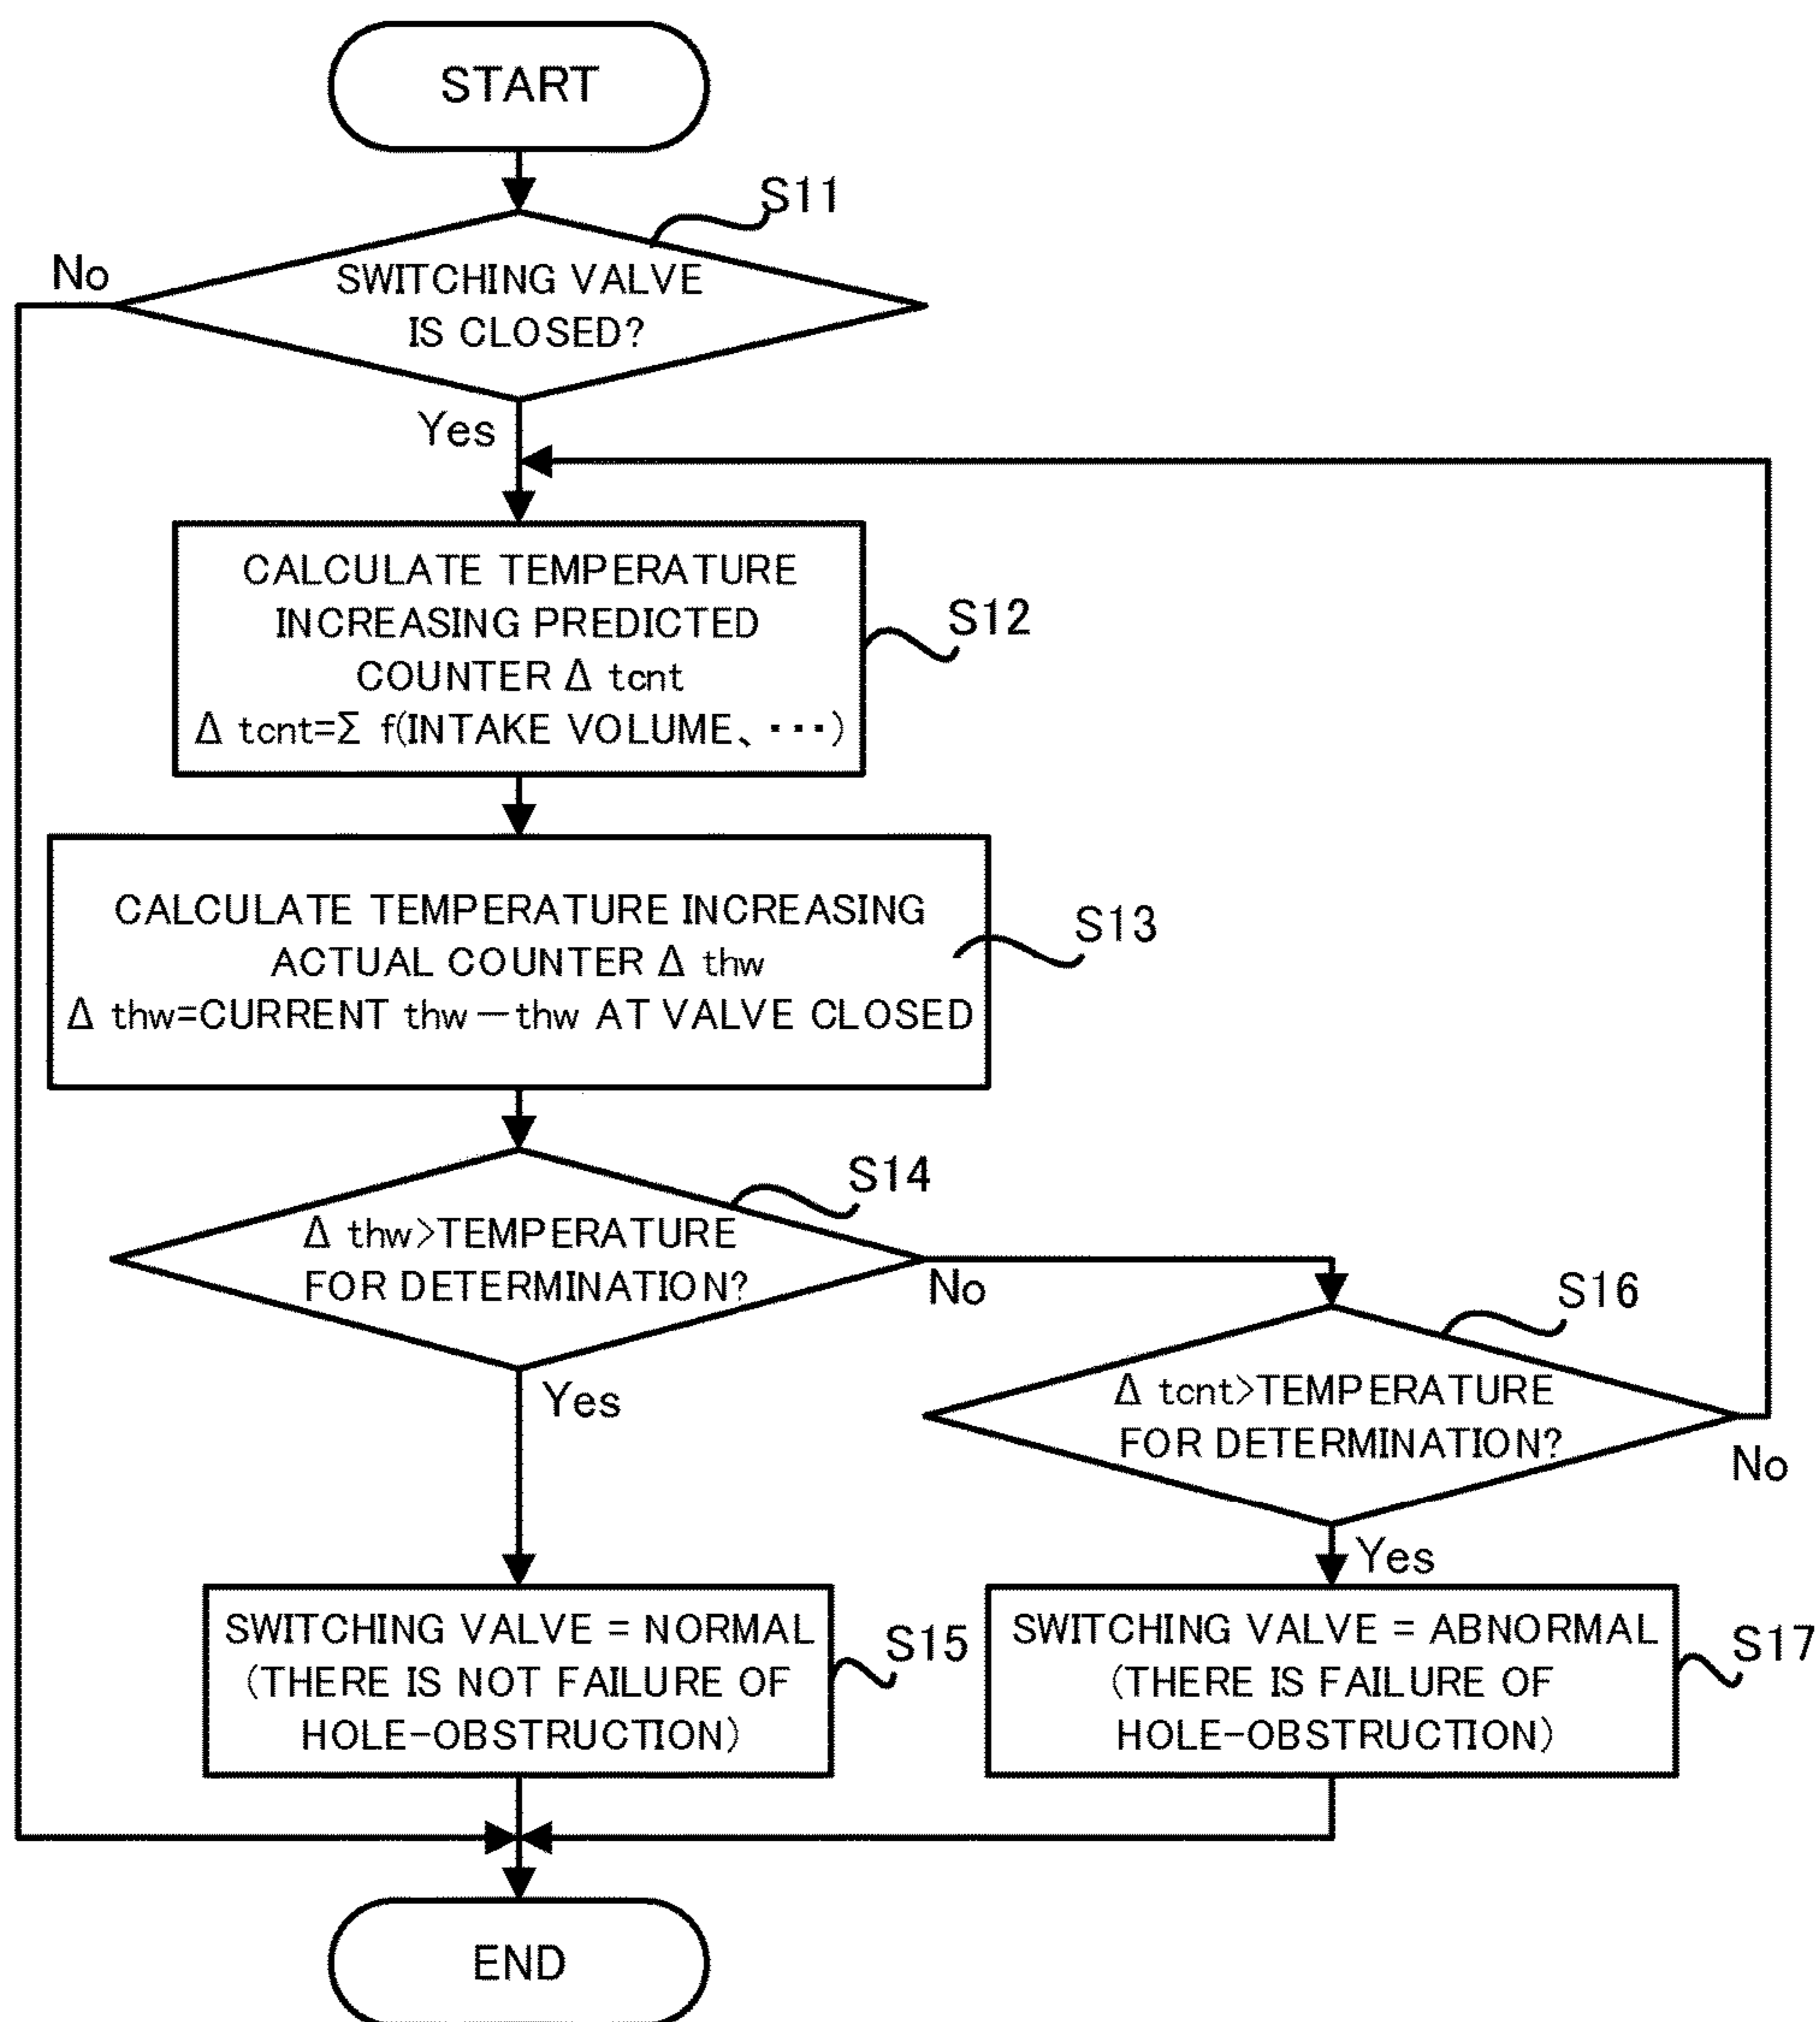 START
S11
No
SWITCHING VALVE
IS CLOSED?
Yes
CALCULATE TEMPERATURE
INCREASING PREDICTED
COUNTER Δ tcnt
Δ tcnt=Σ f(INTAKE VOLUME、···)
S12
CALCULATE TEMPERATURE INCREASING
ACTUAL COUNTER Δ thw
Δ thw=CURRENT thw−thw AT VALVE CLOSED
S13
S14
Δ thw>TEMPERATURE
FOR DETERMINATION?
No
Yes
S16
Δ tcnt>TEMPERATURE
FOR DETERMINATION?
No
Yes
SWITCHING VALVE = NORMAL
(THERE IS NOT FAILURE OF
HOLE-OBSTRUCTION)
S15
SWITCHING VALVE = ABNORMAL
(THERE IS FAILURE OF
HOLE-OBSTRUCTION)
S17
END